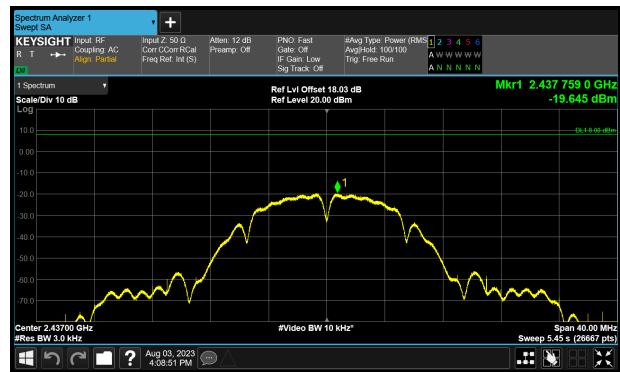 Spectrum Analyzer 1
Swept SA
+
KEYSIGHT Input: RF Input Z: 50 Ω Atten: 12 dB PNO: Fast #Avg Type: Power (RMS 1 2 3 4 5 6
R T Coupling: AC Corr CCorr RCal Preamp: Off Gate: Off Avg|Hold: 100/100 A W W W W W
Align: Partial Freq Ref: Int (S) IF Gain: Low Trig: Free Run
LXI Sig Track: Off A N N N N N
1 Spectrum Ref Lvl Offset 18.03 dB Mkr1 2.437 759 0 GHz
Scale/Div 10 dB Ref Level 20.00 dBm -19.645 dBm
Log
10.0 DL1 8.00 dBm
0.00
-10.0
1
-20.0
-30.0
-40.0
-50.0
-60.0
-70.0
Center 2.43700 GHz #Video BW 10 kHz* Span 40.00 MHz
#Res BW 3.0 kHz Sweep 5.45 s (26667 pts)
? Aug 03, 2023
4:08:51 PM